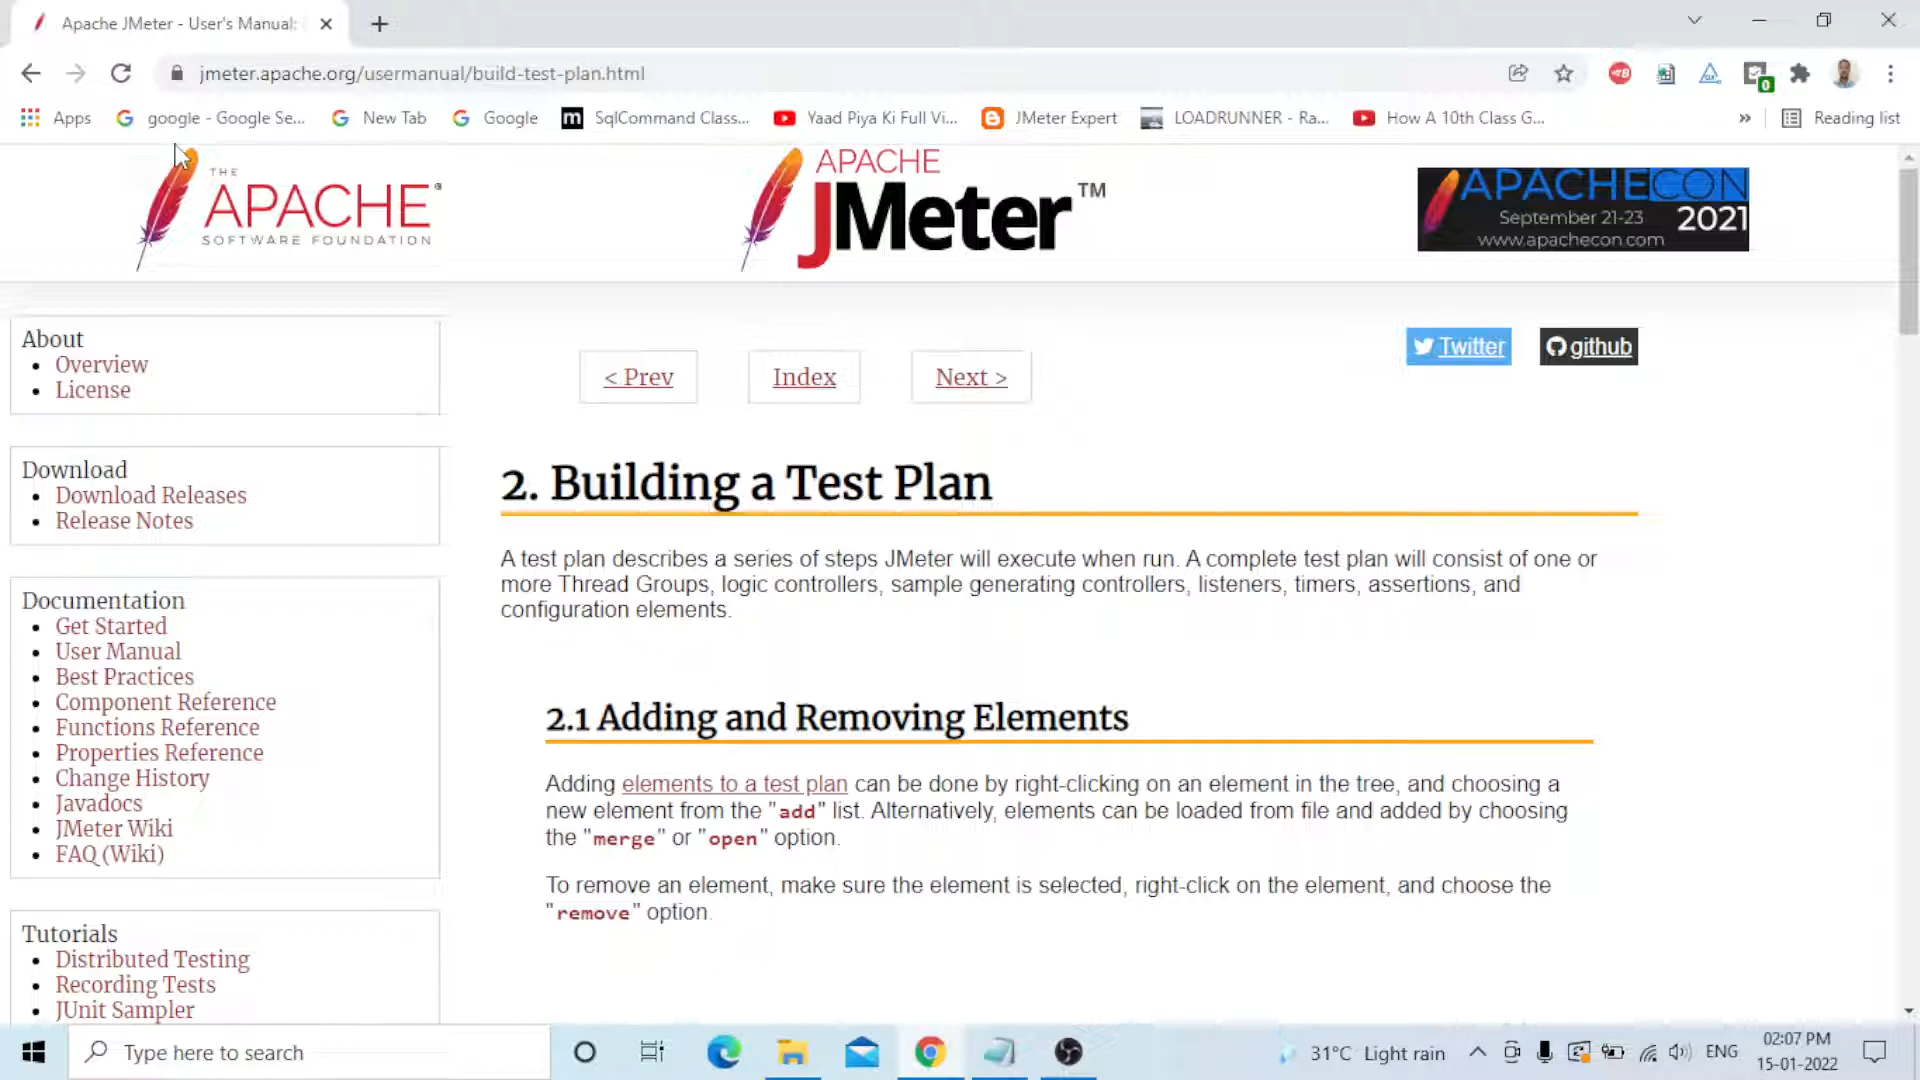 Apache JMeter - User's Manual:
jmeter.apache.org/usermanual/build-test-plan.html
0
Apps
google - Google Se...
New Tab
Google
m
SqlCommand Class...
Yaad Piya Ki Full Vi...
JMeter Expert
LOADRUNNER - Ra...
How A 10th Class G...
»
Reading list
THE
APACHE®
SOFTWARE FOUNDATION
APACHE
JMeter™
APACHECON
September 21-23
2021
www.apachecon.com
About
Overview
License
Download
Download Releases
Release Notes
Documentation
Get Started
User Manual
Best Practices
Component Reference
Functions Reference
Properties Reference
Change History
Javadocs
JMeter Wiki
FAQ (Wiki)
Tutorials
Distributed Testing
Recording Tests
JUnit Sampler
< Prev
Index
Next >
Twitter
github
2. Building a Test Plan
A test plan describes a series of steps JMeter will execute when run. A complete test plan will consist of one or
more Thread Groups, logic controllers, sample generating controllers, listeners, timers, assertions, and
configuration elements.
2.1 Adding and Removing Elements
Adding elements to a test plan can be done by right-clicking on an element in the tree, and choosing a
new element from the "add" list. Alternatively, elements can be loaded from file and added by choosing
the "merge" or "open" option.
To remove an element, make sure the element is selected, right-click on the element, and choose the
"remove" option.
Type here to search
31°C Light rain
ENG
02:07 PM
15-01-2022